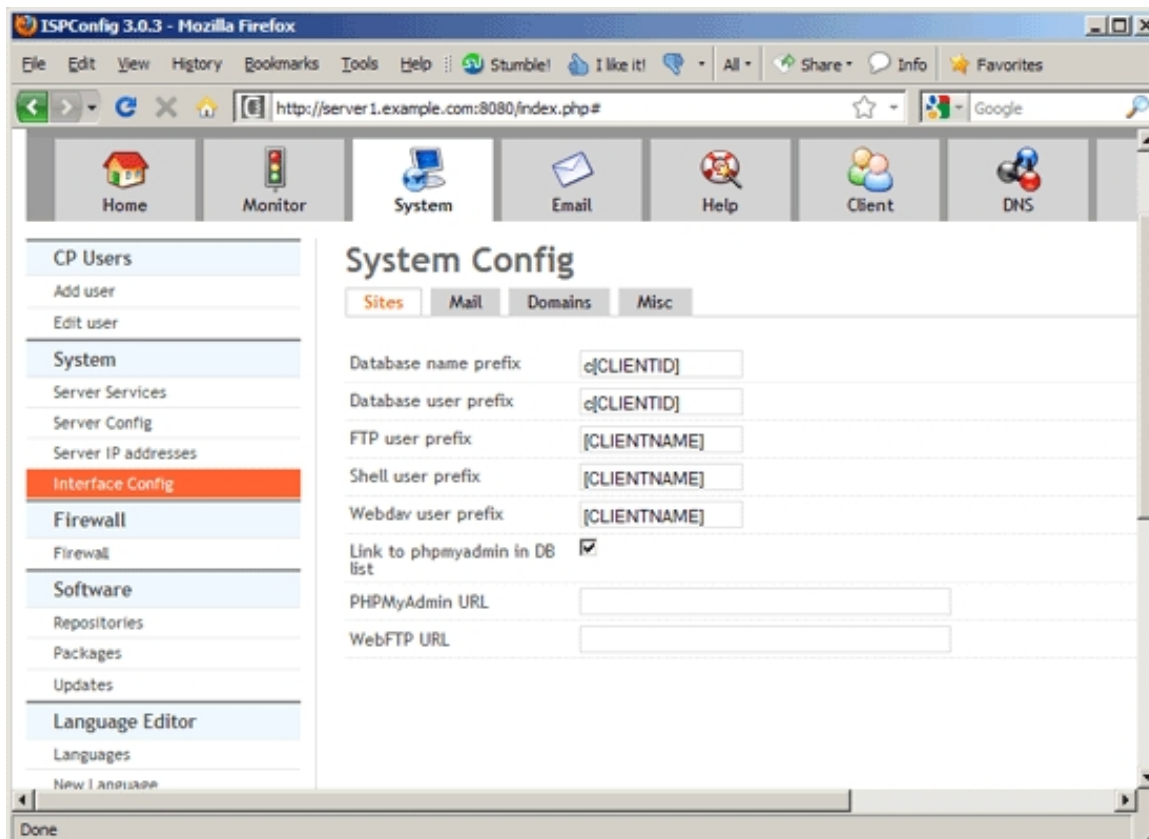 ISPConfig 3.0.3 - Mozilla Firefox
File Edit View History Bookmarks Tools Help Stumble! I like it! All Share Info Favorites
http://server1.example.com:8080/index.php# Google
Home Monitor System Email Help Client DNS
CP Users
Add user
Edit user
System
Server Services
Server Config
Server IP addresses
Interface Config
Firewall
Firewall
Software
Repositories
Packages
Updates
Language Editor
Languages
New Language
System Config
Sites Mail Domains Misc
Database name prefix c[CLIENTID]
Database user prefix c[CLIENTID]
FTP user prefix [CLIENTNAME]
Shell user prefix [CLIENTNAME]
Webdav user prefix [CLIENTNAME]
Link to phpmyadmin in DB
list
PHPMyAdmin URL
WebFTP URL
Done